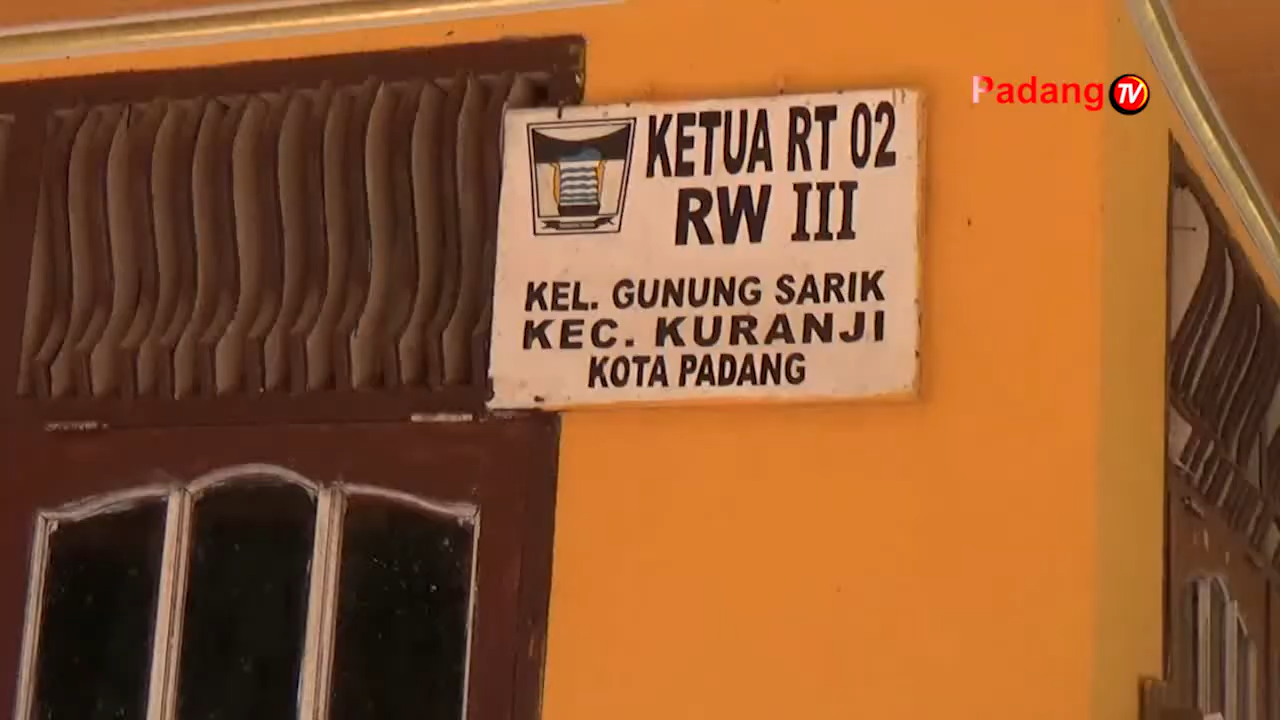 Padang TV
KETUA RT 02
RW III
KEL. GUNUNG SARIK
KEC. KURANJI
KOTA PADANG